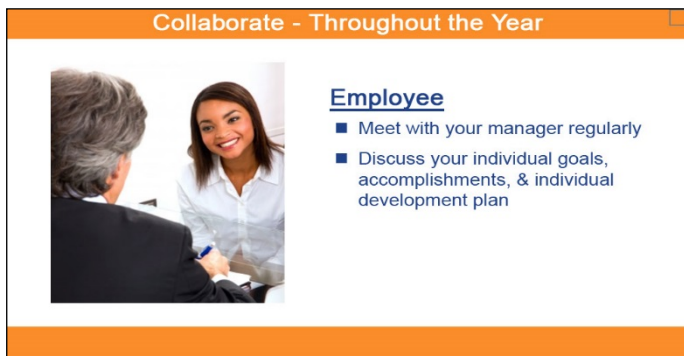 Collaborate - Throughout the Year
Employee
■ Meet with your manager regularly
■ Discuss your individual goals,
accomplishments, & individual
development plan